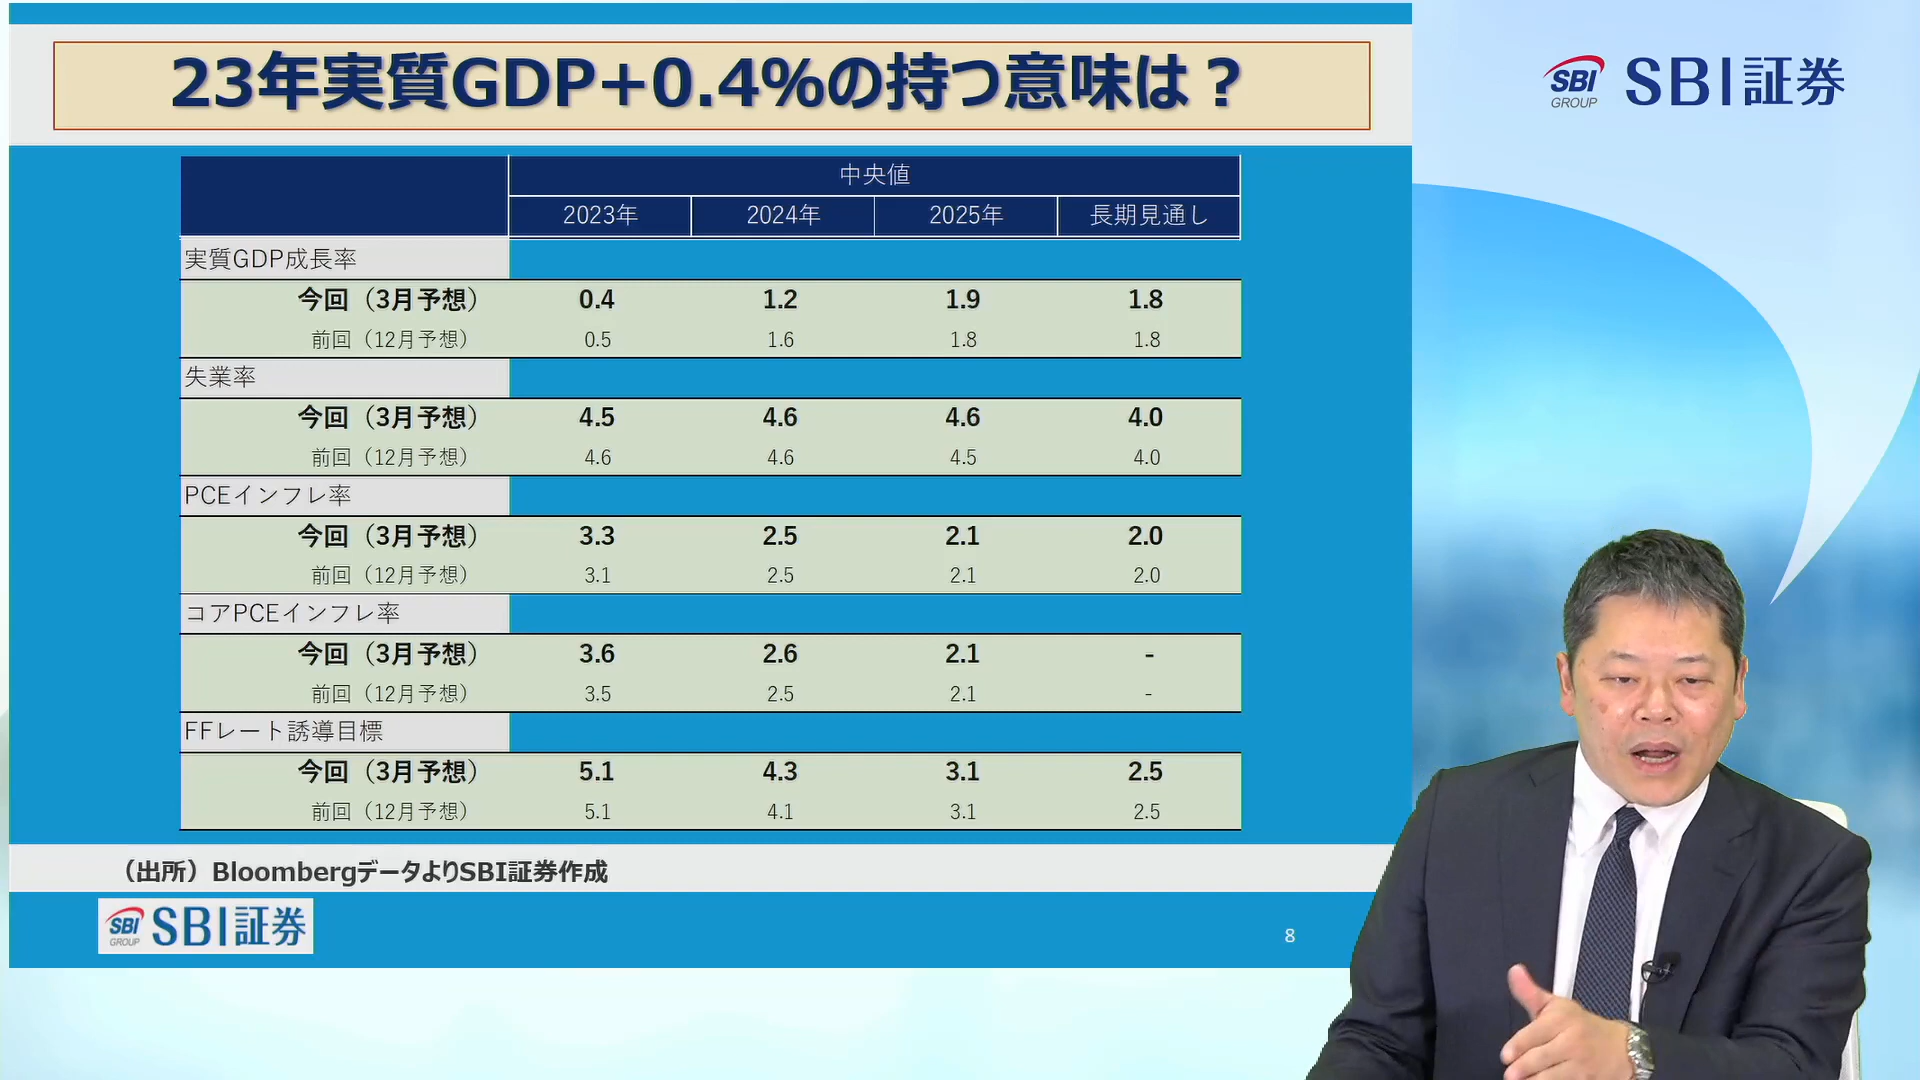 23年実質GDP+0.4%の持つ意味は？
SBI GROUP SBI証券
中央値
2023年 2024年 2025年 長期見通し
実質GDP成長率
今回（3月予想） 0.4 1.2 1.9 1.8
前回（12月予想） 0.5 1.6 1.8 1.8
失業率
今回（3月予想） 4.5 4.6 4.6 4.0
前回（12月予想） 4.6 4.6 4.5 4.0
PCEインフレ率
今回（3月予想） 3.3 2.5 2.1 2.0
前回（12月予想） 3.1 2.5 2.1 2.0
コアPCEインフレ率
今回（3月予想） 3.6 2.6 2.1 -
前回（12月予想） 3.5 2.5 2.1 -
FFレート誘導目標
今回（3月予想） 5.1 4.3 3.1 2.5
前回（12月予想） 5.1 4.1 3.1 2.5
（出所）BloombergデータよりSBI証券作成
SBI GROUP SBI証券
8